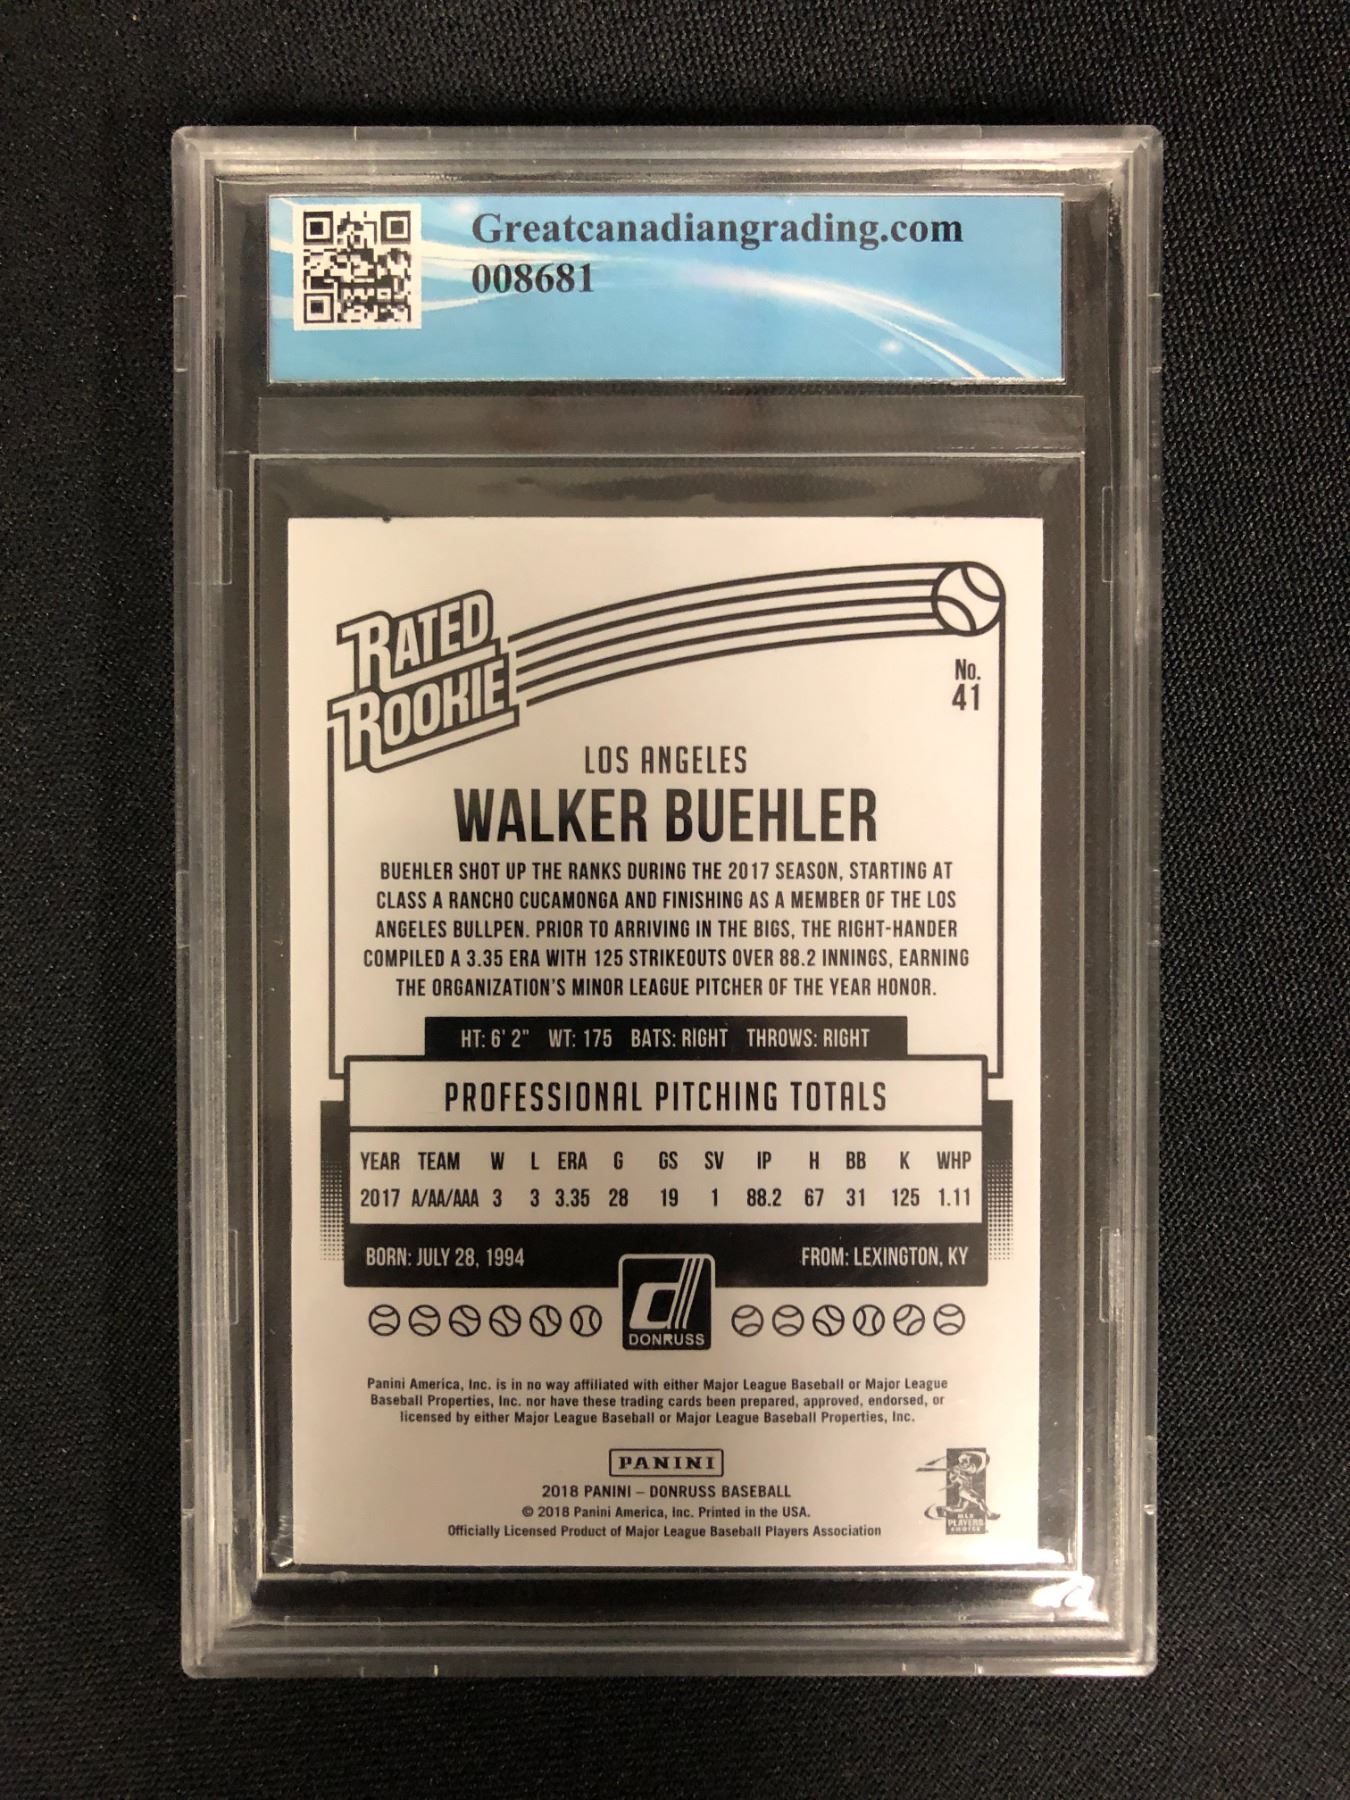 Greatcanadiangrading.com
008681
RATED
ROOKIE
No.
41
LOS ANGELES
WALKER BUEHLER
BUEHLER SHOT UP THE RANKS DURING THE 2017 SEASON, STARTING AT
CLASS A RANCHO CUCAMONGA AND FINISHING AS A MEMBER OF THE LOS
ANGELES BULLPEN. PRIOR TO ARRIVING IN THE BIGS, THE RIGHT-HANDER
COMPILED A 3.35 ERA WITH 125 STRIKEOUTS OVER 88.2 INNINGS, EARNING
THE ORGANIZATION'S MINOR LEAGUE PITCHER OF THE YEAR HONOR.
HT: 6' 2" WT: 175 BATS: RIGHT THROWS: RIGHT
PROFESSIONAL PITCHING TOTALS
YEAR TEAM W L ERA G GS SV IP H BB K WHP
2017 A/AA/AAA 3 3 3.35 28 19 1 88.2 67 31 125 1.11
BORN: JULY 28, 1994 FROM: LEXINGTON, KY
DONRUSS
Panini America, Inc. is in no way affiliated with either Major League Baseball or Major League
Baseball Properties, Inc. nor have these trading cards been prepared, approved, endorsed, or
licensed by either Major League Baseball or Major League Baseball Properties, Inc.
PANINI
2018 PANINI – DONRUSS BASEBALL
© 2018 Panini America, Inc. Printed in the USA.
Officially Licensed Product of Major League Baseball Players Association
MLB
PLAYERS
CHOICE